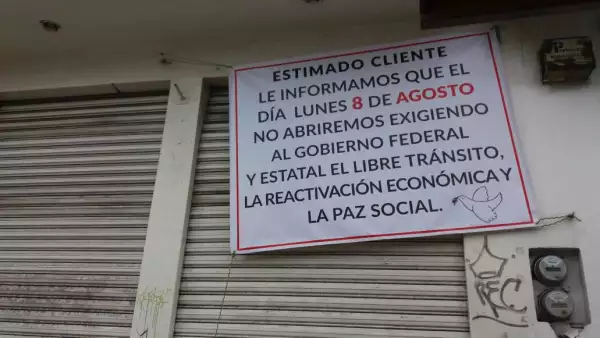 ESTIMADO CLIENTE
LE INFORMAMOS QUE EL
DÍA LUNES 8 DE AGOSTO
NO ABRIREMOS EXIGIENDO
AL GOBIERNO FEDERAL
Y ESTATAL EL LIBRE TRÁNSITO,
LA REACTIVACIÓN ECONÓMICA Y
LA PAZ SOCIAL.